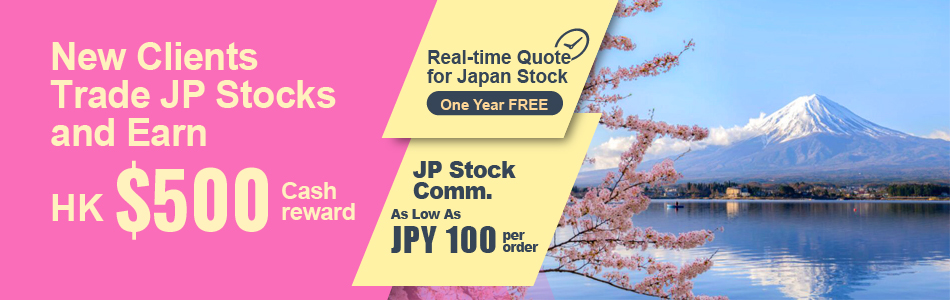 New Clients
Trade JP Stocks
and Earn
HK $500 Cash
reward
Real-time Quote
for Japan Stock
One Year FREE
JP Stock
Comm.
As Low As
JPY 100 per
order